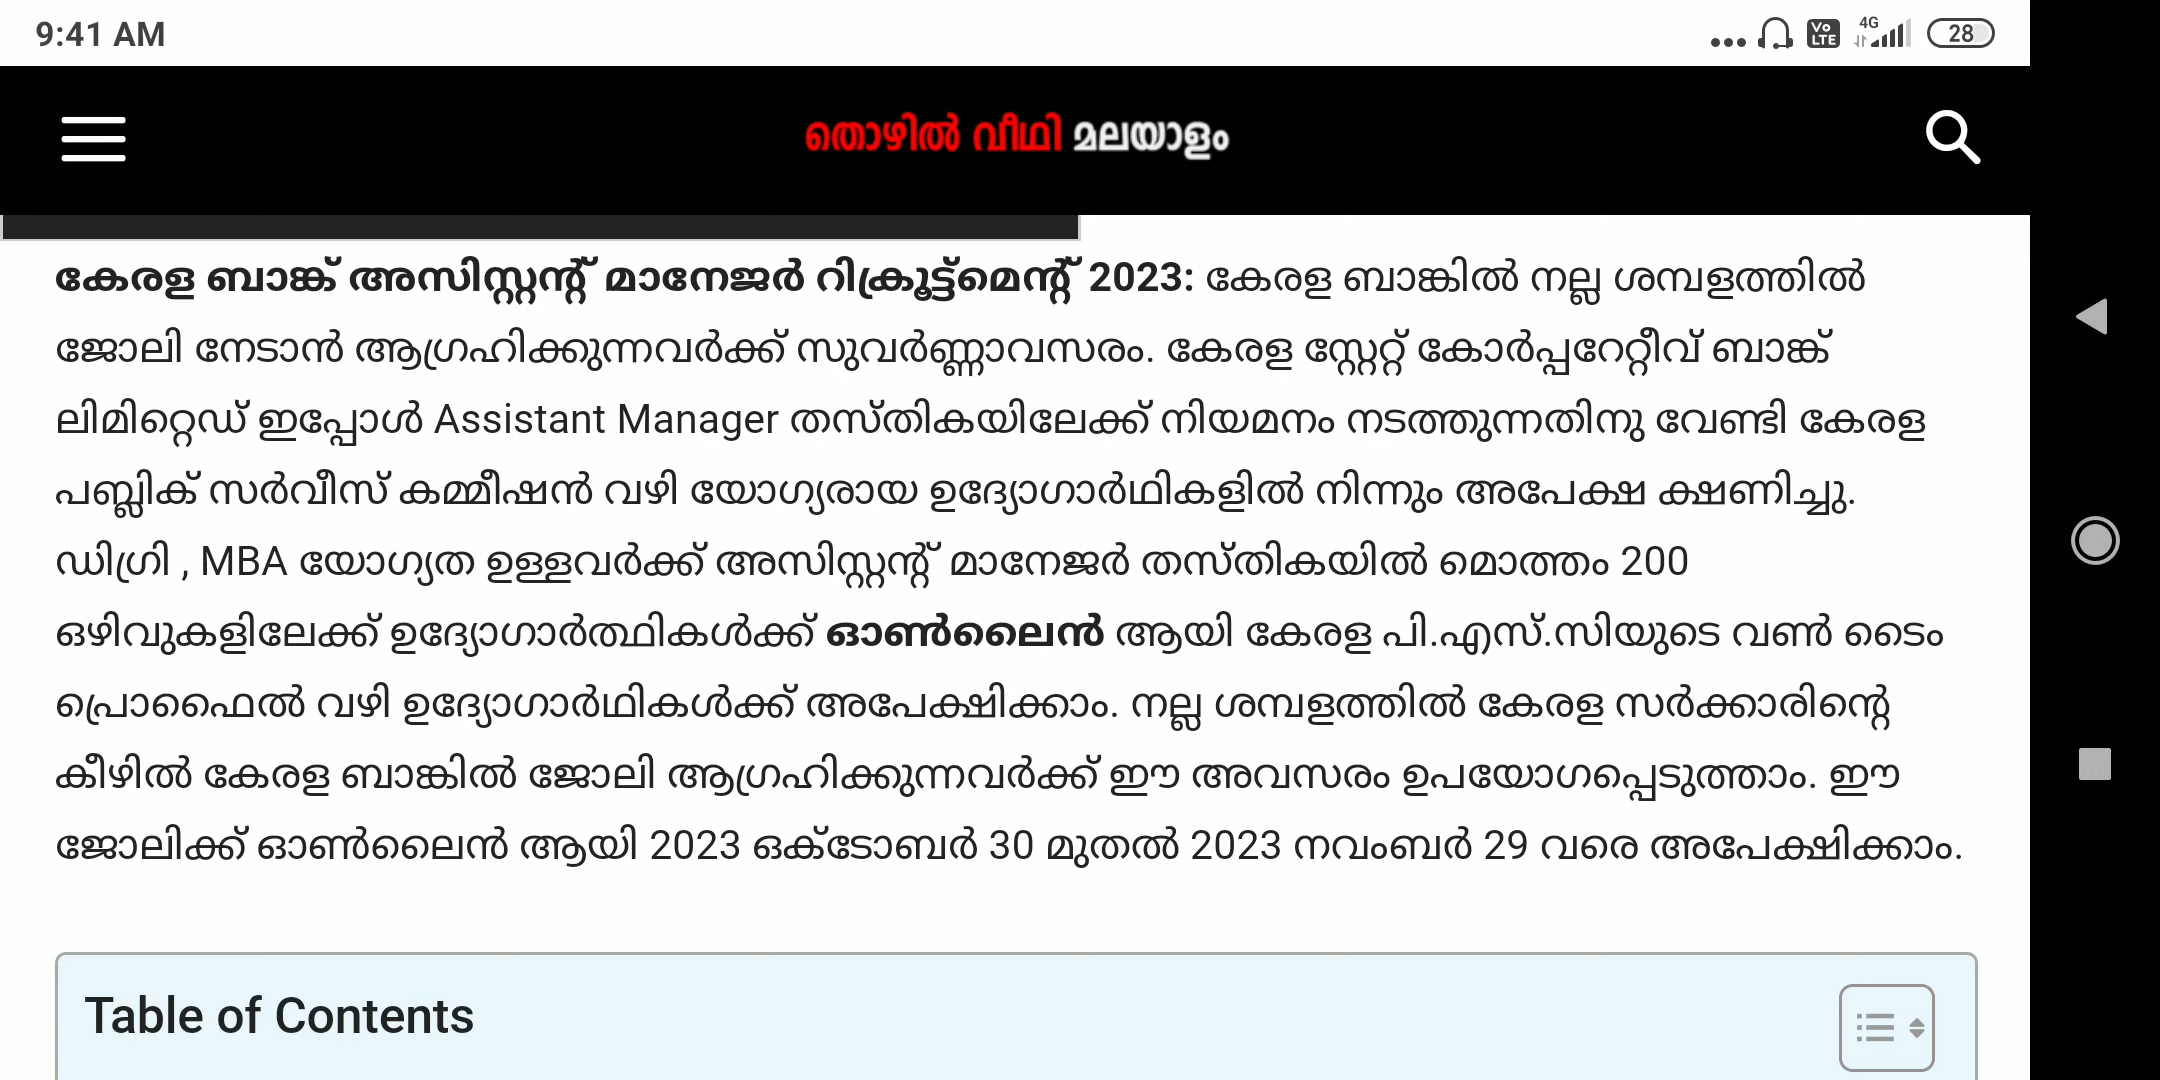 9:41 AM
Vo LTE 4G 28
തൊഴിൽ വീഥി മലയാളം
കേരള ബാങ്ക് അസിസ്റ്റന്റ് മാനേജർ റിക്രൂട്ട്മെന്റ് 2023: കേരള ബാങ്കിൽ നല്ല ശമ്പളത്തിൽ
ജോലി നേടാൻ ആഗ്രഹിക്കുന്നവർക്ക് സുവർണ്ണാവസരം. കേരള സ്റ്റേറ്റ് കോർപ്പറേറ്റീവ് ബാങ്ക്
ലിമിറ്റെഡ് ഇപ്പോൾ Assistant Manager തസ്തികയിലേക്ക് നിയമനം നടത്തുന്നതിനു വേണ്ടി കേരള
പബ്ലിക് സർവീസ് കമ്മീഷൻ വഴി യോഗ്യരായ ഉദ്യോഗാർഥികളിൽ നിന്നും അപേക്ഷ ക്ഷണിച്ചു.
ഡിഗ്രി , MBA യോഗ്യത ഉള്ളവർക്ക് അസിസ്റ്റന്റ് മാനേജർ തസ്തികയിൽ മൊത്തം 200
ഒഴിവുകളിലേക്ക് ഉദ്യോഗാർത്ഥികൾക്ക് ഓൺലൈൻ ആയി കേരള പി.എസ്.സിയുടെ വൺ ടൈം
പ്രൊഫൈൽ വഴി ഉദ്യോഗാർഥികൾക്ക് അപേക്ഷിക്കാം. നല്ല ശമ്പളത്തിൽ കേരള സർക്കാരിന്റെ
കീഴിൽ കേരള ബാങ്കിൽ ജോലി ആഗ്രഹിക്കുന്നവർക്ക് ഈ അവസരം ഉപയോഗപ്പെടുത്താം. ഈ
ജോലിക്ക് ഓൺലൈൻ ആയി 2023 ഒക്ടോബർ 30 മുതൽ 2023 നവംബർ 29 വരെ അപേക്ഷിക്കാം.
Table of Contents